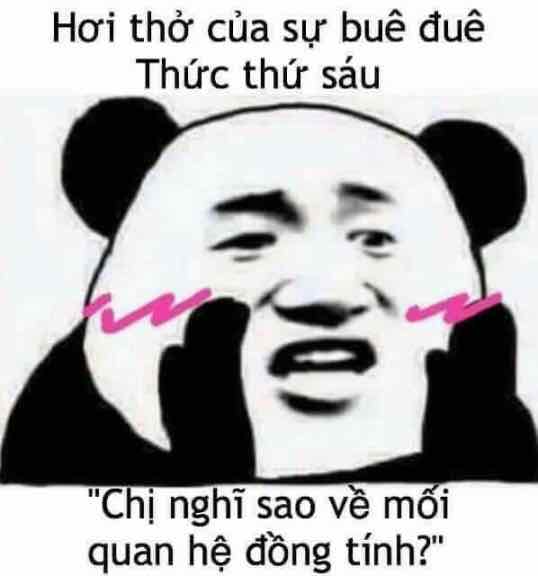 Hơi thở của sự buê đuê
Thức thứ sáu
"Chị nghĩ sao về mối
quan hệ đồng tính?"